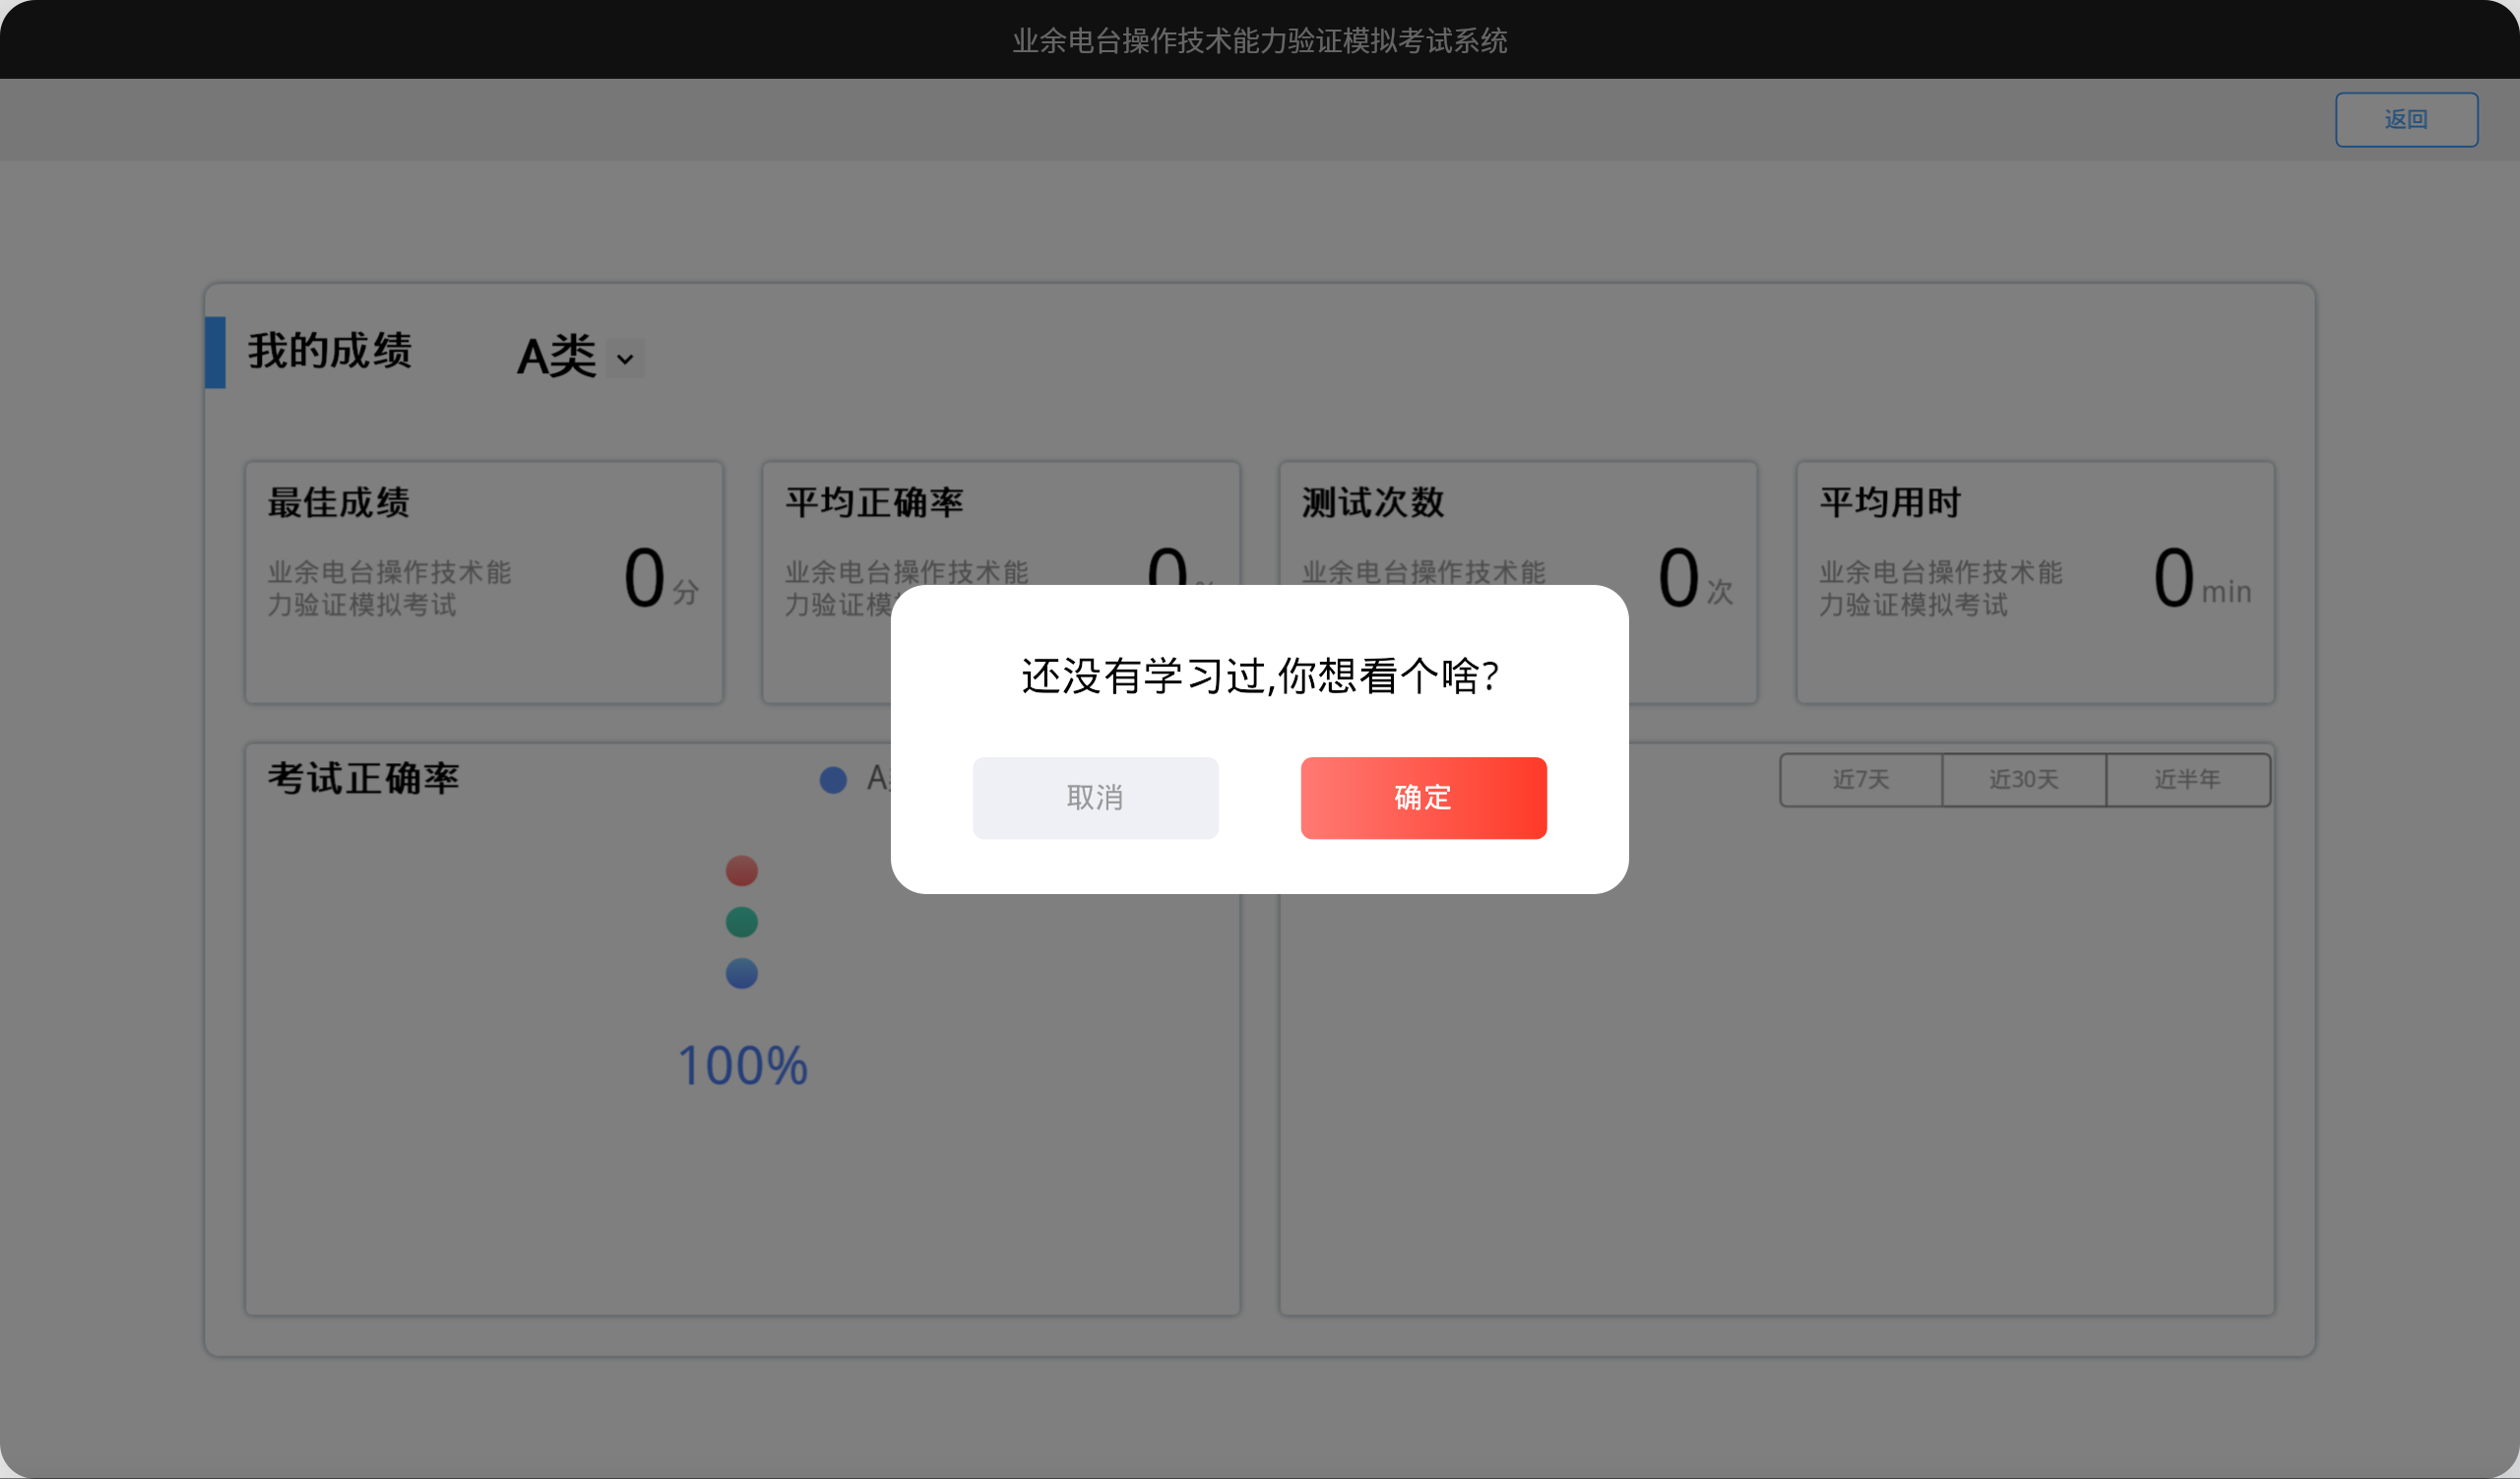 业余电台操作技术能力验证模拟考试系统
返回
我的成绩
A类
最佳成绩
业余电台操作技术能
力验证模拟考试
0 分
平均正确率
业余电台操作技术能
力验证模
0
测试次数
业余电台操作技术能
0 次
平均用时
业余电台操作技术能
力验证模拟考试
0 min
还没有学习过,你想看个啥?
取消
确定
考试正确率
A
100%
近7天
近30天
近半年